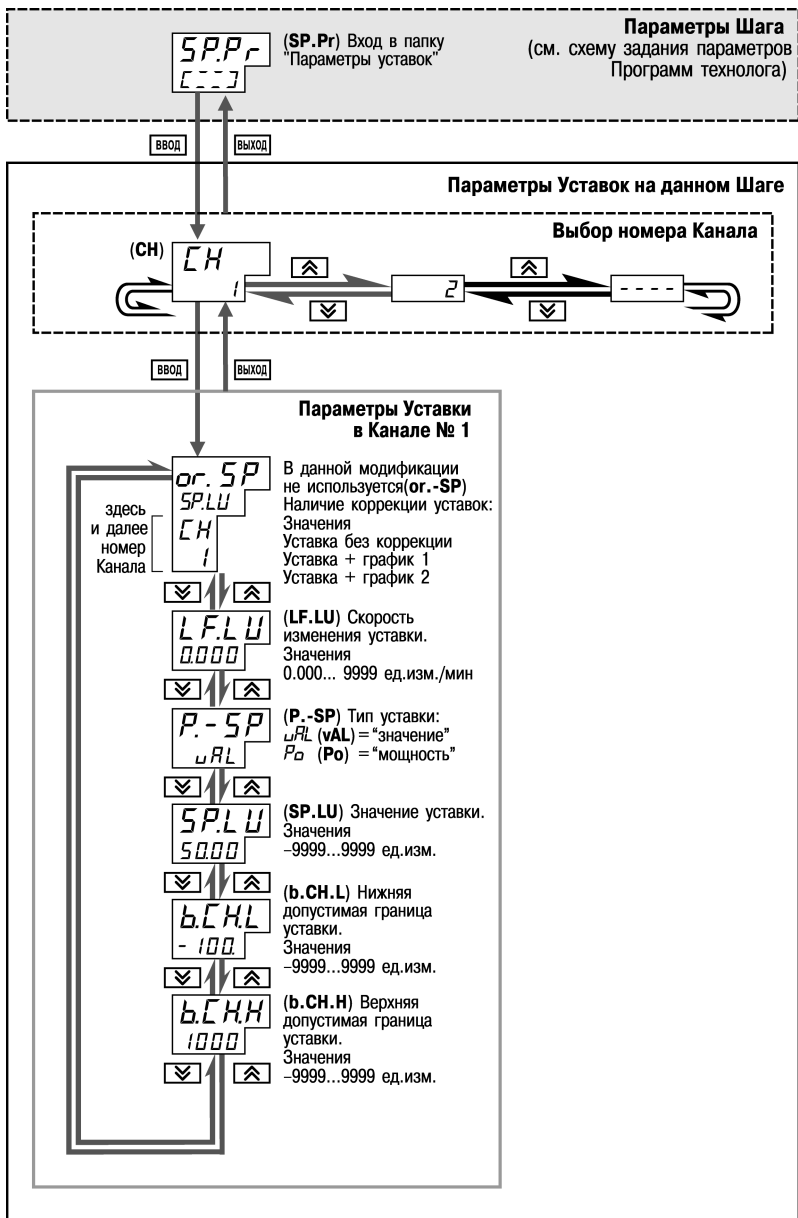 Параметры Шага
(см. схему задания параметров
Программ технолога)
SP.Pr
[---]
(SP.Pr) Вход в папку
"Параметры уставок"
ВВОД
ВЫХОД
Параметры Уставок на данном Шаге
Выбор номера Канала
(CH)
CH
1
2
----
ВВОД
ВЫХОД
Параметры Уставки
в Канале № 1
or.SP
SP.LU
CH
1
здесь
и далее
номер
Канала
В данной модификации
не используется(or.-SP)
Наличие коррекции уставок:
Значения
Уставка без коррекции
Уставка + график 1
Уставка + график 2
LF.LU
0.000
(LF.LU) Скорость
изменения уставки.
Значения
0.000... 9999 ед.изм./мин
P.-SP
vAL
(P.-SP) Тип уставки:
vAL (vAL) = “значение”
Po (Po) = “мощность”
SP.LU
50.00
(SP.LU) Значение уставки.
Значения
–9999...9999 ед.изм.
b.CH.L
-100.
(b.CH.L) Нижняя
допустимая граница
уставки.
Значения
–9999...9999 ед.изм.
b.CH.H
1000
(b.CH.H) Верхняя
допустимая граница
уставки.
Значения
–9999...9999 ед.изм.